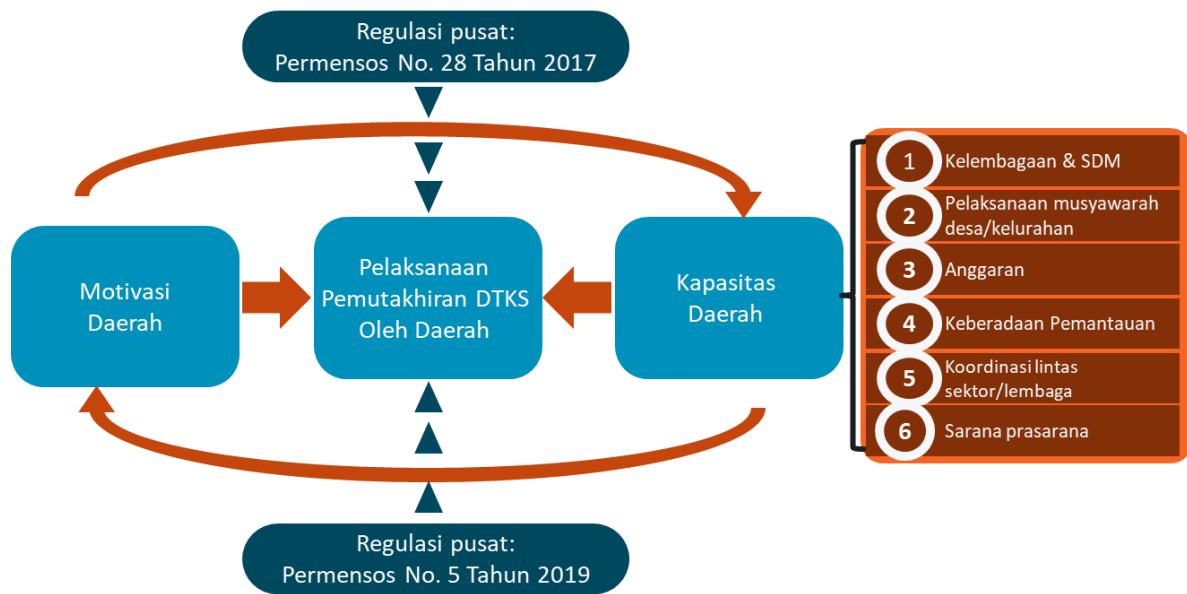 Regulasi pusat:
Permensos No. 28 Tahun 2017
Motivasi
Daerah
Pelaksanaan
Pemutakhiran DTKS
Oleh Daerah
Kapasitas
Daerah
1 Kelembagaan & SDM
2 Pelaksanaan musyawarah
desa/kelurahan
3 Anggaran
4 Keberadaan Pemantauan
5 Koordinasi lintas
sektor/lembaga
6 Sarana prasarana
Regulasi pusat:
Permensos No. 5 Tahun 2019